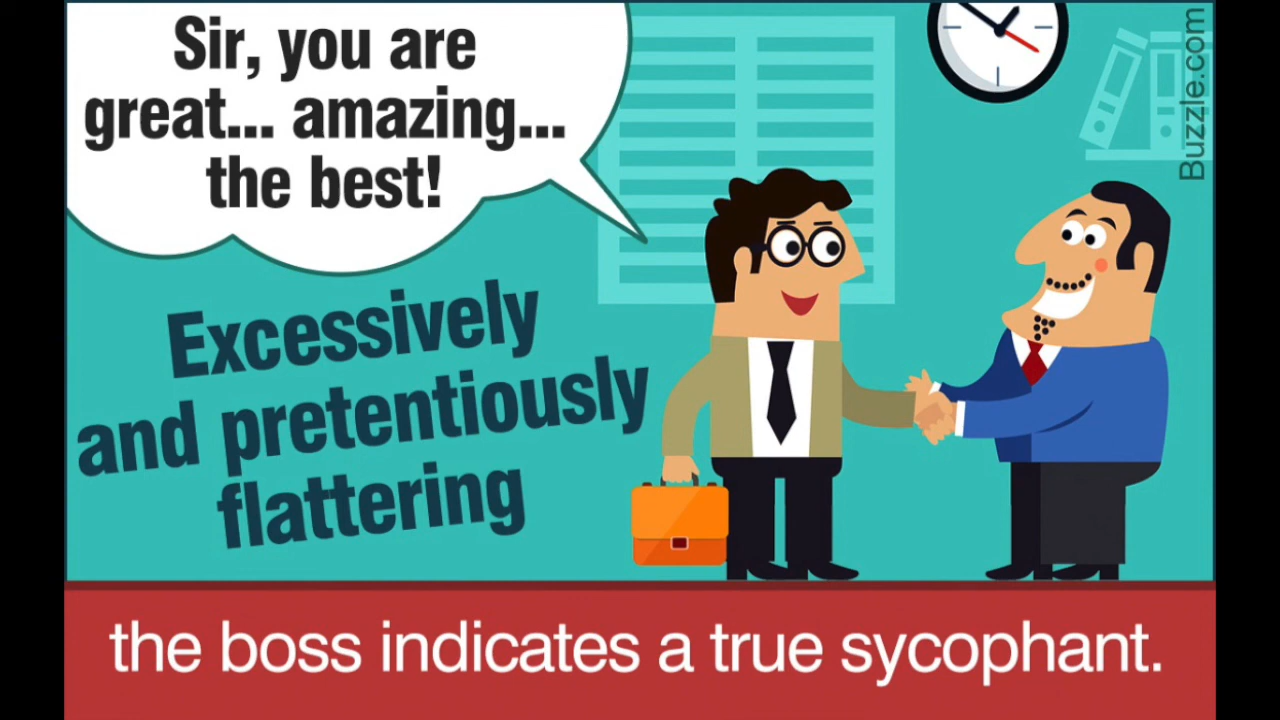 Sir, you are
great... amazing...
the best!
Buzzle.com
Excessively
and pretentiously
flattering
the boss indicates a true sycophant.